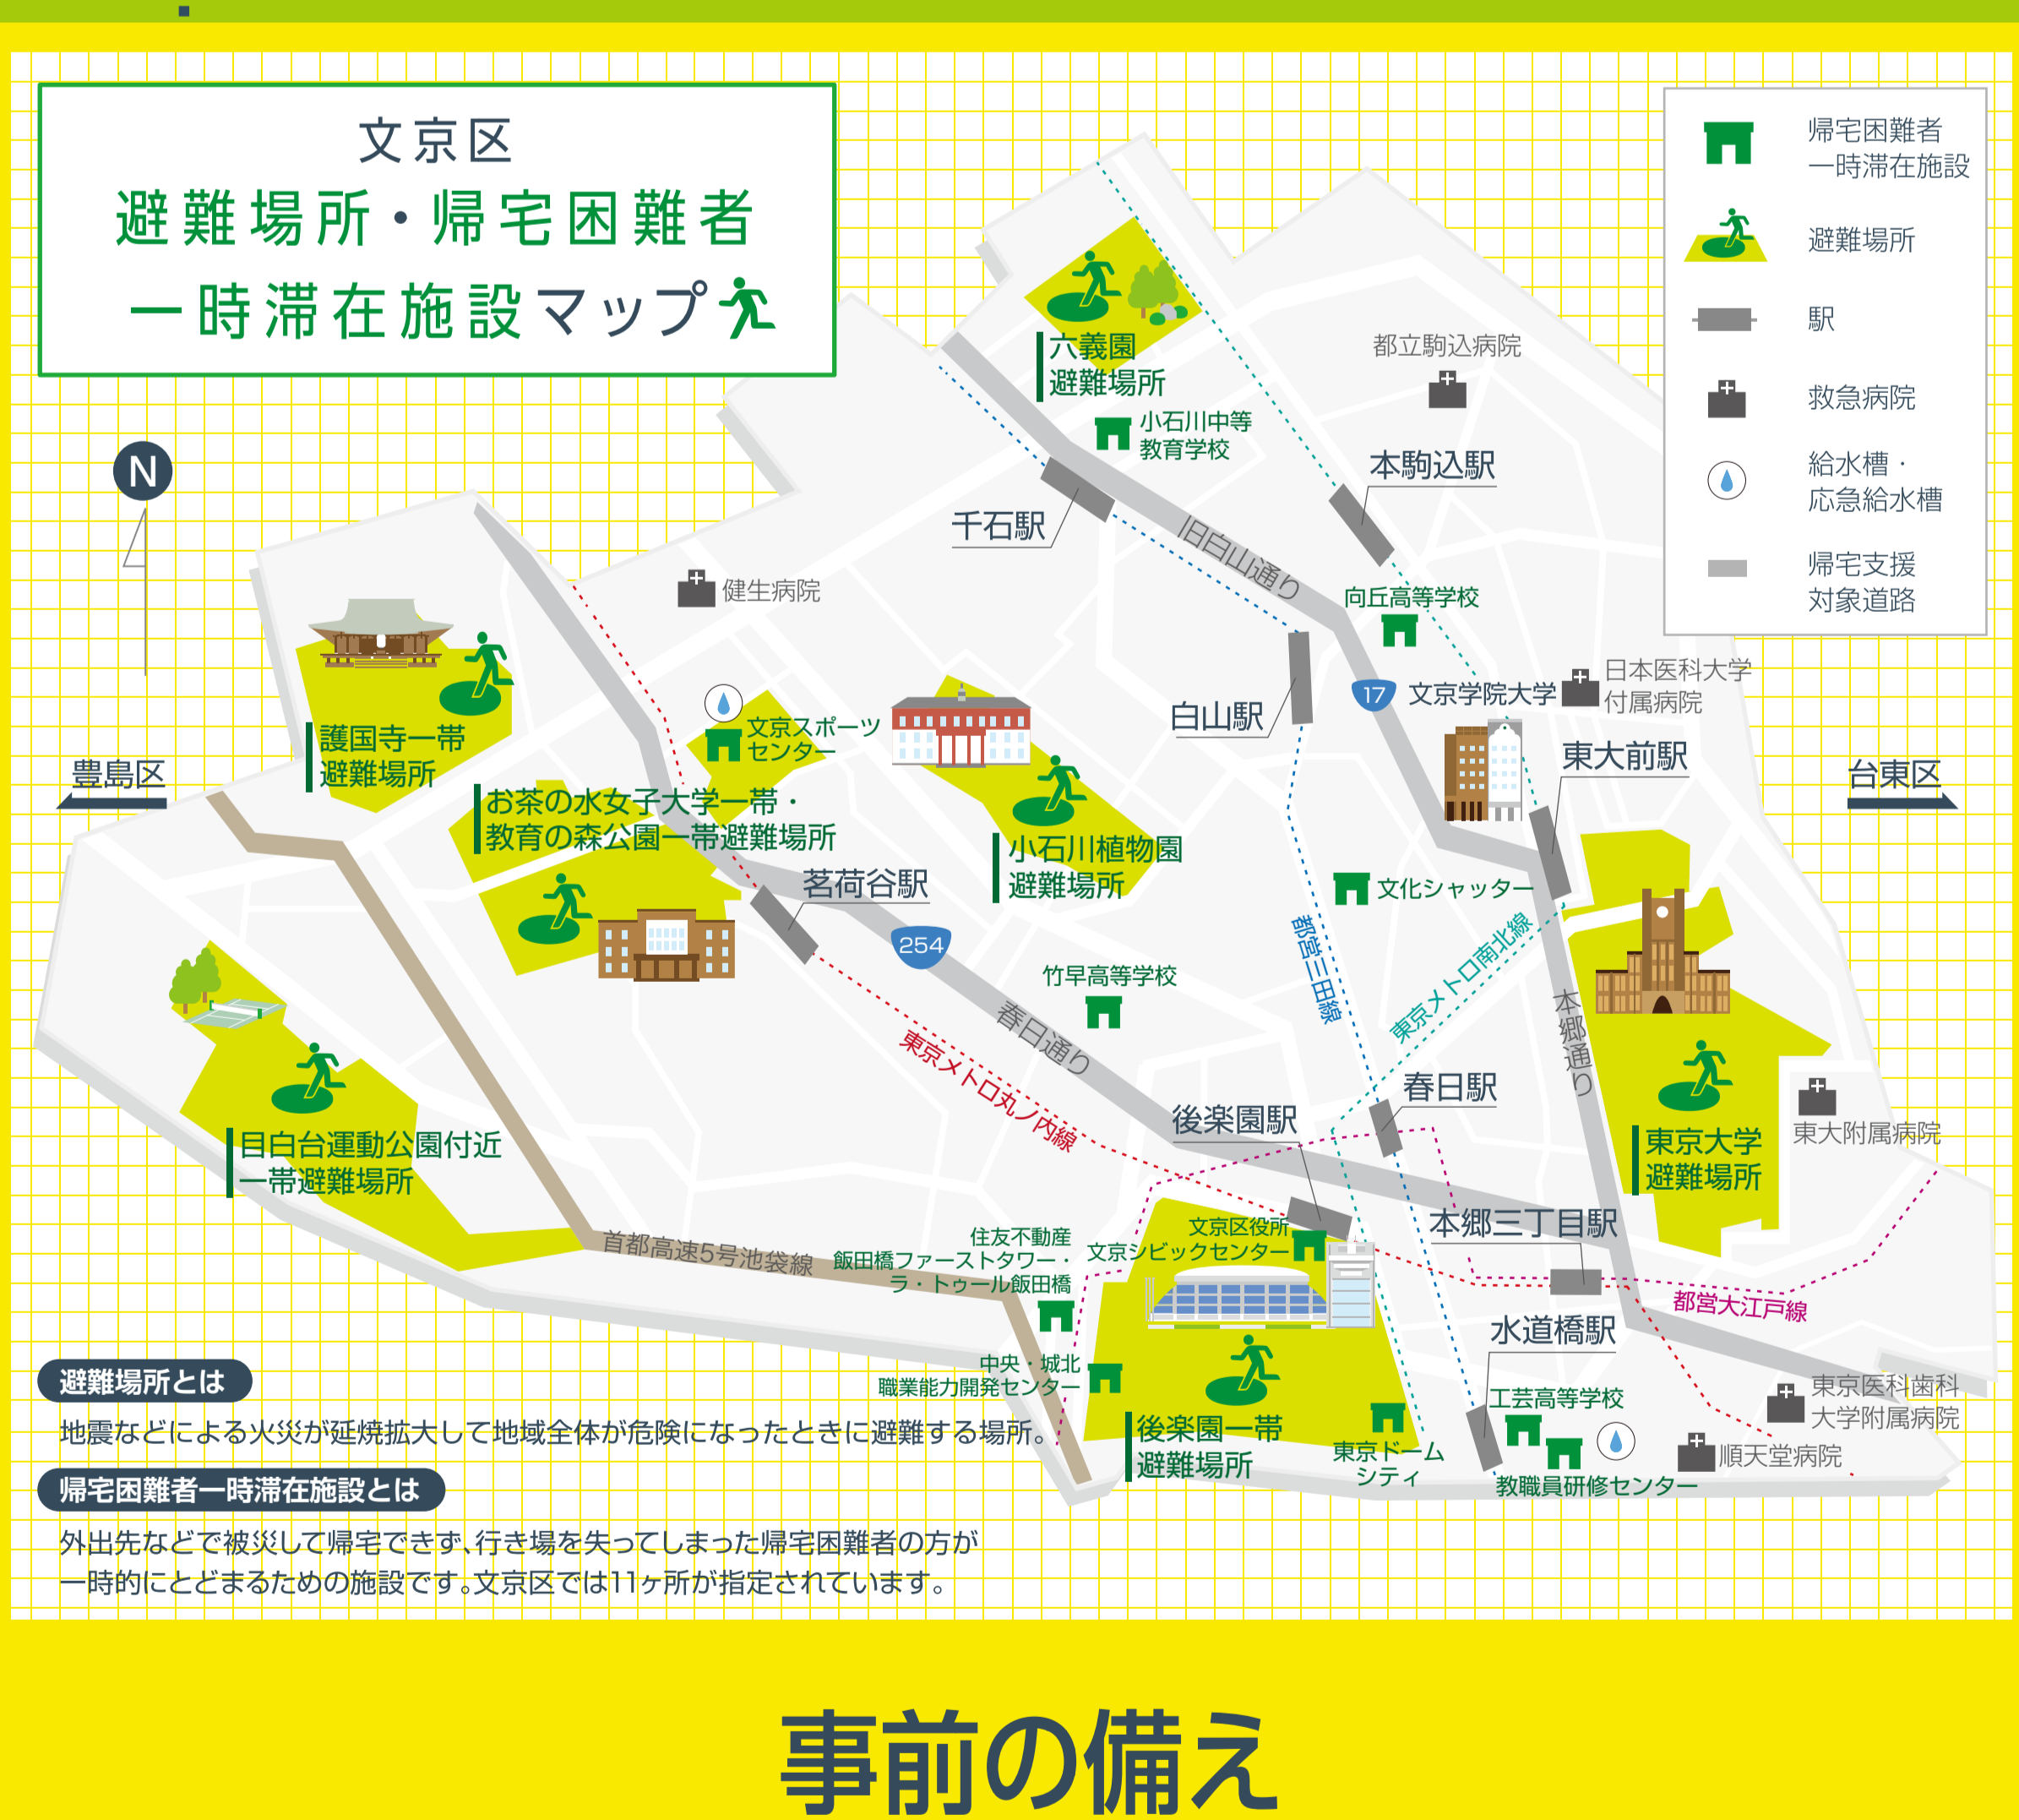 文京区
避難場所・帰宅困難者
一時滞在施設マップ
帰宅困難者
一時滞在施設
避難場所
駅
救急病院
給水槽・
応急給水槽
帰宅支援
対象道路
N
六義園
避難場所
都立駒込病院
小石川中等
教育学校
本駒込駅
千石駅
旧白山通り
健生病院
向丘高等学校
日本医科大学
付属病院
17
文京学院大学
白山駅
文京スポーツ
センター
護国寺一帯
避難場所
豊島区
東大前駅
台東区
お茶の水女子大学一帯・
教育の森公園一帯避難場所
小石川植物園
避難場所
茗荷谷駅
文化シャッター
254
都営三田線
東京メトロ南北線
竹早高等学校
春日通り
東京メトロ丸ノ内線
本郷通り
春日駅
後楽園駅
東大附属病院
目白台運動公園付近
一帯避難場所
東京大学
避難場所
首都高速5号池袋線
住友不動産
飯田橋ファーストタワー・
ラ・トゥール飯田橋
文京区役所
文京シビックセンター
本郷三丁目駅
都営大江戸線
水道橋駅
中央・城北
職業能力開発センター
後楽園一帯
避難場所
東京ドーム
シティ
工芸高等学校
教職員研修センター
東京医科歯科
大学附属病院
順天堂病院
避難場所とは
地震などによる火災が延焼拡大して地域全体が危険になったときに避難する場所。
帰宅困難者一時滞在施設とは
外出先などで被災して帰宅できず、行き場を失ってしまった帰宅困難者の方が
一時的にとどまるための施設です。文京区では11ヶ所が指定されています。
事前の備え